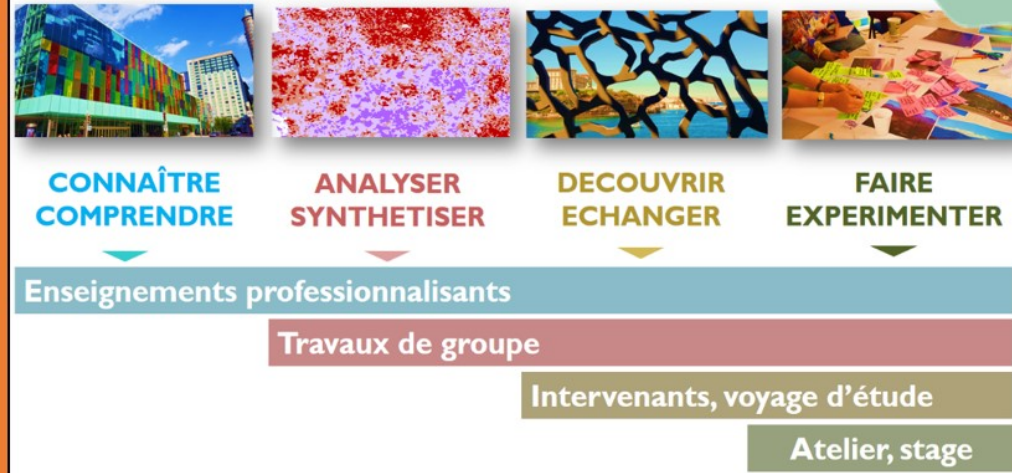 CONNAÎTRE
COMPRENDRE
ANALYSER
SYNTHETISER
DECOUVRIR
ECHANGER
FAIRE
EXPERIMENTER
Enseignements professionnalisants
Travaux de groupe
Intervenants, voyage d'étude
Atelier, stage